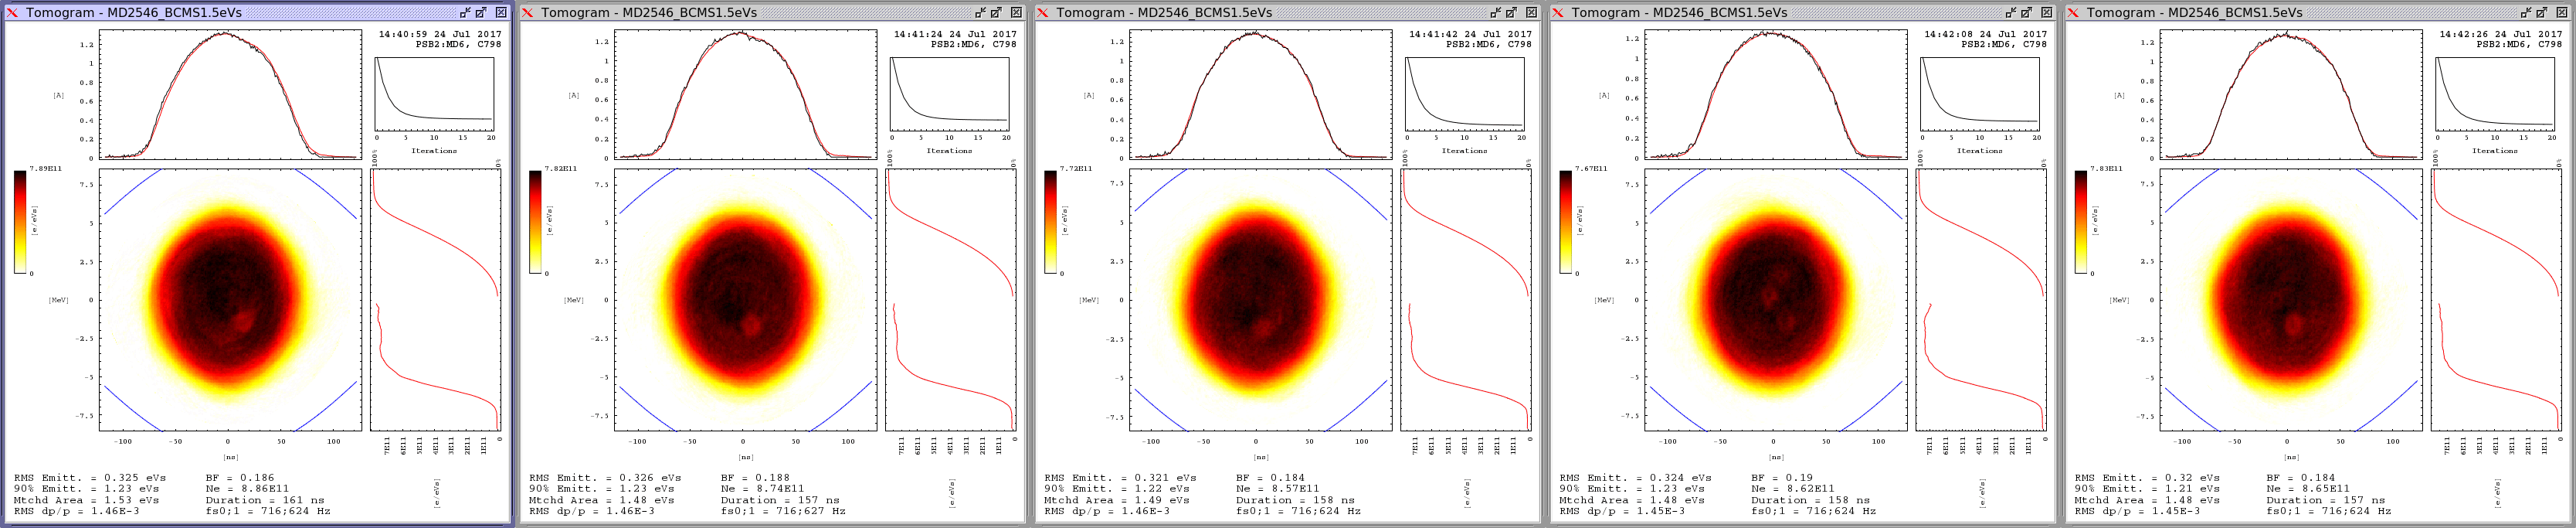 Tomogram - MD2546_BCMS1.5eVs
14:40:59 24 Jul 2017
PSB2:MD6, C798
1.2
1
[A]
0.8
0.6
0.4
0.2
0
0 5 10 15 20
Iterations
100%
0%
7.89E11
[e/eVs]
0
7.5
5
2.5
[MeV]
0
-2.5
-5
-7.5
-100 -50 0 50 100
[ns]
7E11 6E11 5E11 4E11 3E11 2E11 1E11 0
[e/eVs]
RMS Emitt. = 0.325 eVs BF = 0.186
90% Emitt. = 1.23 eVs Ne = 8.86E11
Mtchd Area = 1.53 eVs Duration = 161 ns
RMS dp/p = 1.46E-3 fs0;1 = 716;624 Hz
Tomogram - MD2546_BCMS1.5eVs
14:41:24 24 Jul 2017
PSB2:MD6, C798
1.2
1
[A]
0.8
0.6
0.4
0.2
0
0 5 10 15 20
Iterations
100%
0%
7.82E11
[e/eVs]
0
7.5
5
2.5
[MeV]
0
-2.5
-5
-7.5
-100 -50 0 50 100
[ns]
7E11 6E11 5E11 4E11 3E11 2E11 1E11 0
[e/eVs]
RMS Emitt. = 0.326 eVs BF = 0.188
90% Emitt. = 1.23 eVs Ne = 8.74E11
Mtchd Area = 1.48 eVs Duration = 157 ns
RMS dp/p = 1.46E-3 fs0;1 = 716;627 Hz
Tomogram - MD2546_BCMS1.5eVs
14:41:42 24 Jul 2017
PSB2:MD6, C798
1.2
1
[A]
0.8
0.6
0.4
0.2
0
0 5 10 15 20
Iterations
100%
0%
7.72E11
[e/eVs]
0
7.5
5
2.5
[MeV]
0
-2.5
-5
-7.5
-100 -50 0 50 100
[ns]
7E11 6E11 5E11 4E11 3E11 2E11 1E11 0
[e/eVs]
RMS Emitt. = 0.321 eVs BF = 0.184
90% Emitt. = 1.22 eVs Ne = 8.57E11
Mtchd Area = 1.49 eVs Duration = 158 ns
RMS dp/p = 1.46E-3 fs0;1 = 716;624 Hz
Tomogram - MD2546_BCMS1.5eVs
14:42:08 24 Jul 2017
PSB2:MD6, C798
1.2
1
[A]
0.8
0.6
0.4
0.2
0
0 5 10 15 20
Iterations
100%
0%
7.67E11
[e/eVs]
0
7.5
5
2.5
[MeV]
0
-2.5
-5
-7.5
-100 -50 0 50 100
[ns]
7E11 6E11 5E11 4E11 3E11 2E11 1E11 0
[e/eVs]
RMS Emitt. = 0.324 eVs BF = 0.19
90% Emitt. = 1.23 eVs Ne = 8.62E11
Mtchd Area = 1.48 eVs Duration = 158 ns
RMS dp/p = 1.45E-3 fs0;1 = 716;624 Hz
Tomogram - MD2546_BCMS1.5eVs
14:42:26 24 Jul 2017
PSB2:MD6, C798
1.2
1
[A]
0.8
0.6
0.4
0.2
0
0 5 10 15 20
Iterations
100%
0%
7.83E11
[e/eVs]
0
7.5
5
2.5
[MeV]
0
-2.5
-5
-7.5
-100 -50 0 50 100
[ns]
7E11 6E11 5E11 4E11 3E11 2E11 1E11 0
[e/eVs]
RMS Emitt. = 0.32 eVs BF = 0.184
90% Emitt. = 1.21 eVs Ne = 8.65E11
Mtchd Area = 1.48 eVs Duration = 157 ns
RMS dp/p = 1.45E-3 fs0;1 = 716;624 Hz